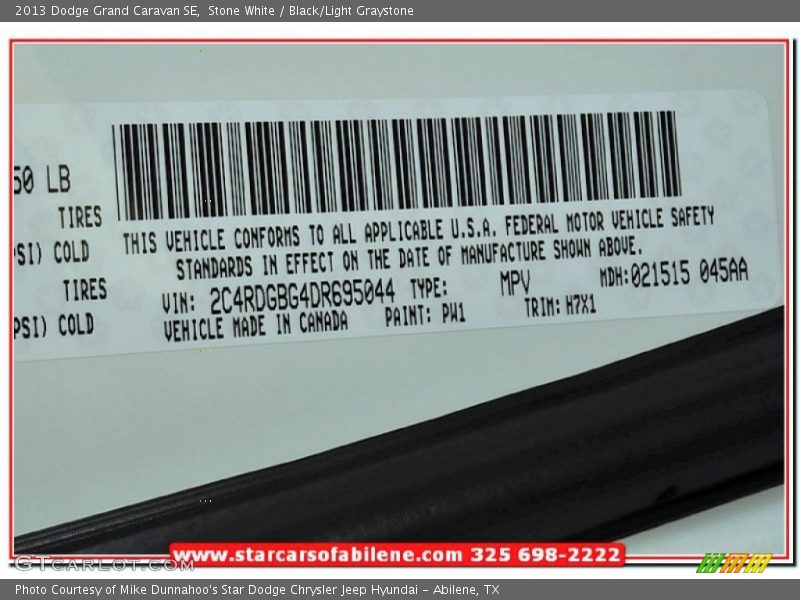 2013 Dodge Grand Caravan SE,  Stone White / Black/Light Graystone
50 LB
TIRES
PSI) COLD
TIRES
PSI) COLD
THIS VEHICLE CONFORMS TO ALL APPLICABLE U.S.A. FEDERAL MOTOR VEHICLE SAFETY
STANDARDS IN EFFECT ON THE DATE OF MANUFACTURE SHOWN ABOVE.
VIN: 2C4RDGBG4DR695044 TYPE: MPV MDH:021515 045AA
VEHICLE MADE IN CANADA PAINT: PW1 TRIM: H7X1
www.starcarsofabilene.com 325 698-2222
GTCARLOT.COM
Photo Courtesy of Mike Dunnahoo's Star Dodge Chrysler Jeep Hyundai - Abilene, TX